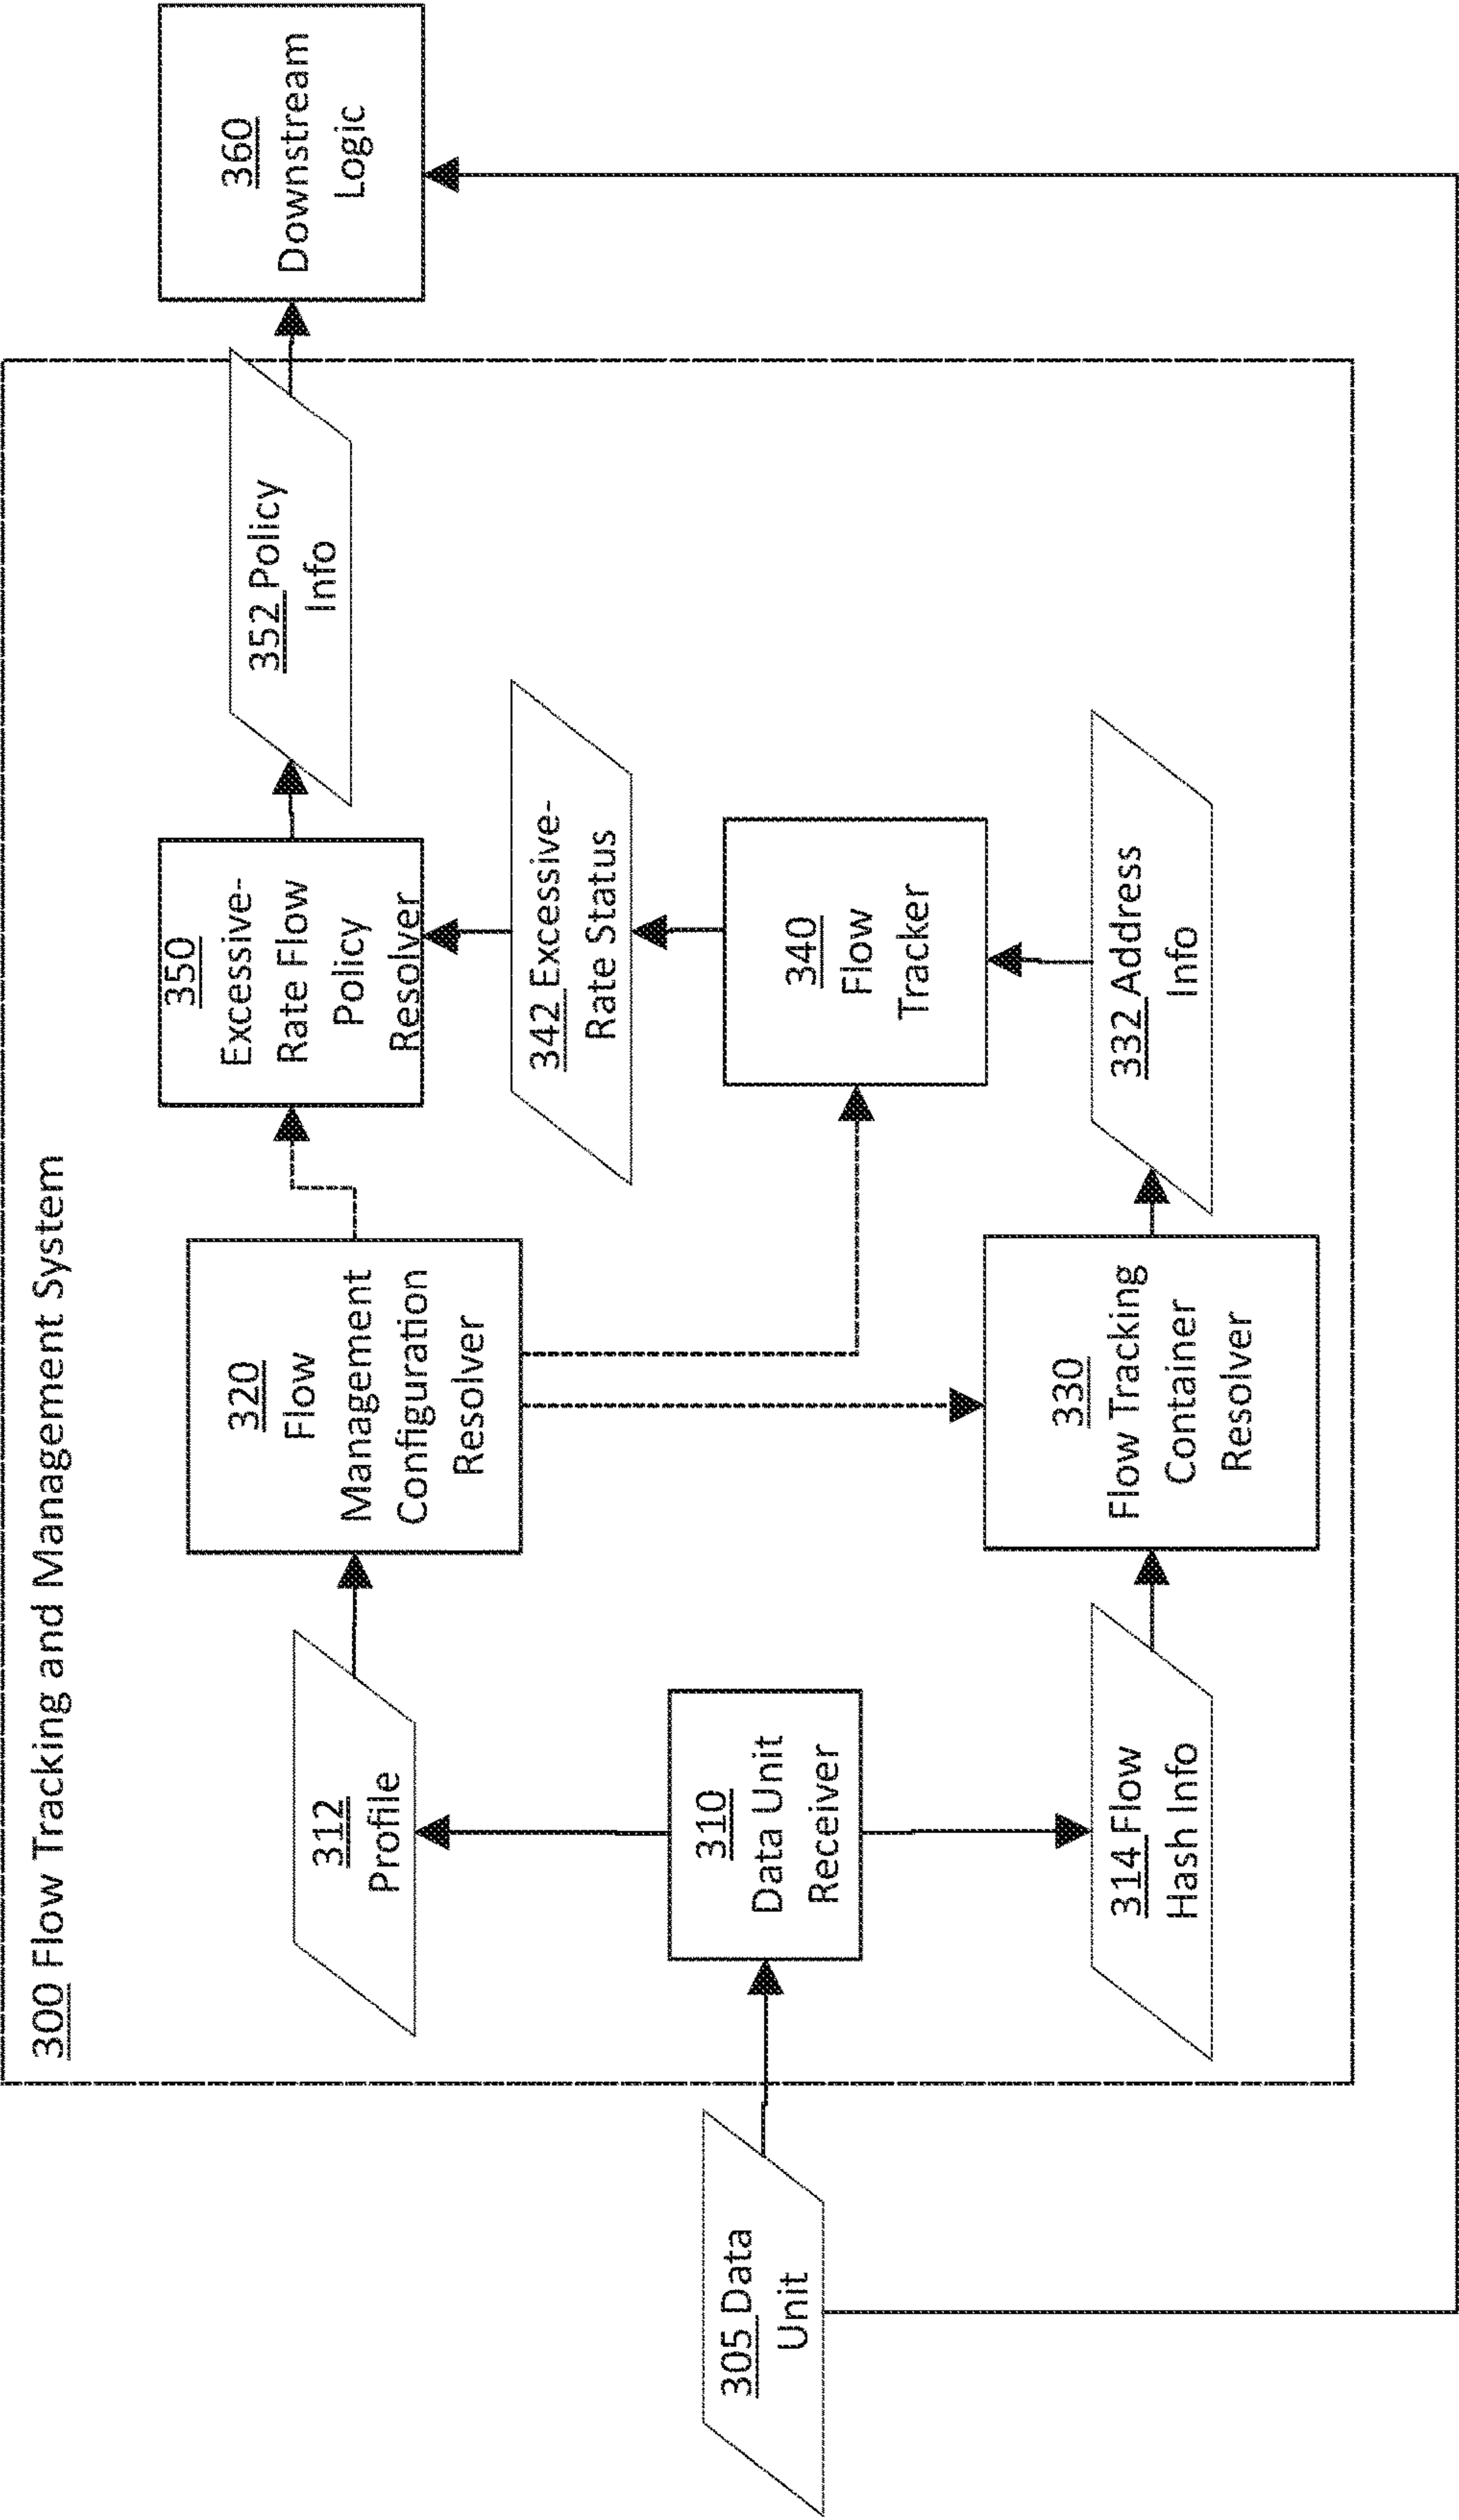 300 Flow Tracking and Management System
305 Data
Unit
310
Data Unit
Receiver
312
Profile
314 Flow
Hash Info
320
Flow
Management
Configuration
Resolver
330
Flow Tracking
Container
Resolver
332 Address
Info
340
Flow
Tracker
342 Excessive-
Rate Status
350
Excessive-
Rate Flow
Policy
Resolver
352 Policy
Info
360
Downstream
Logic